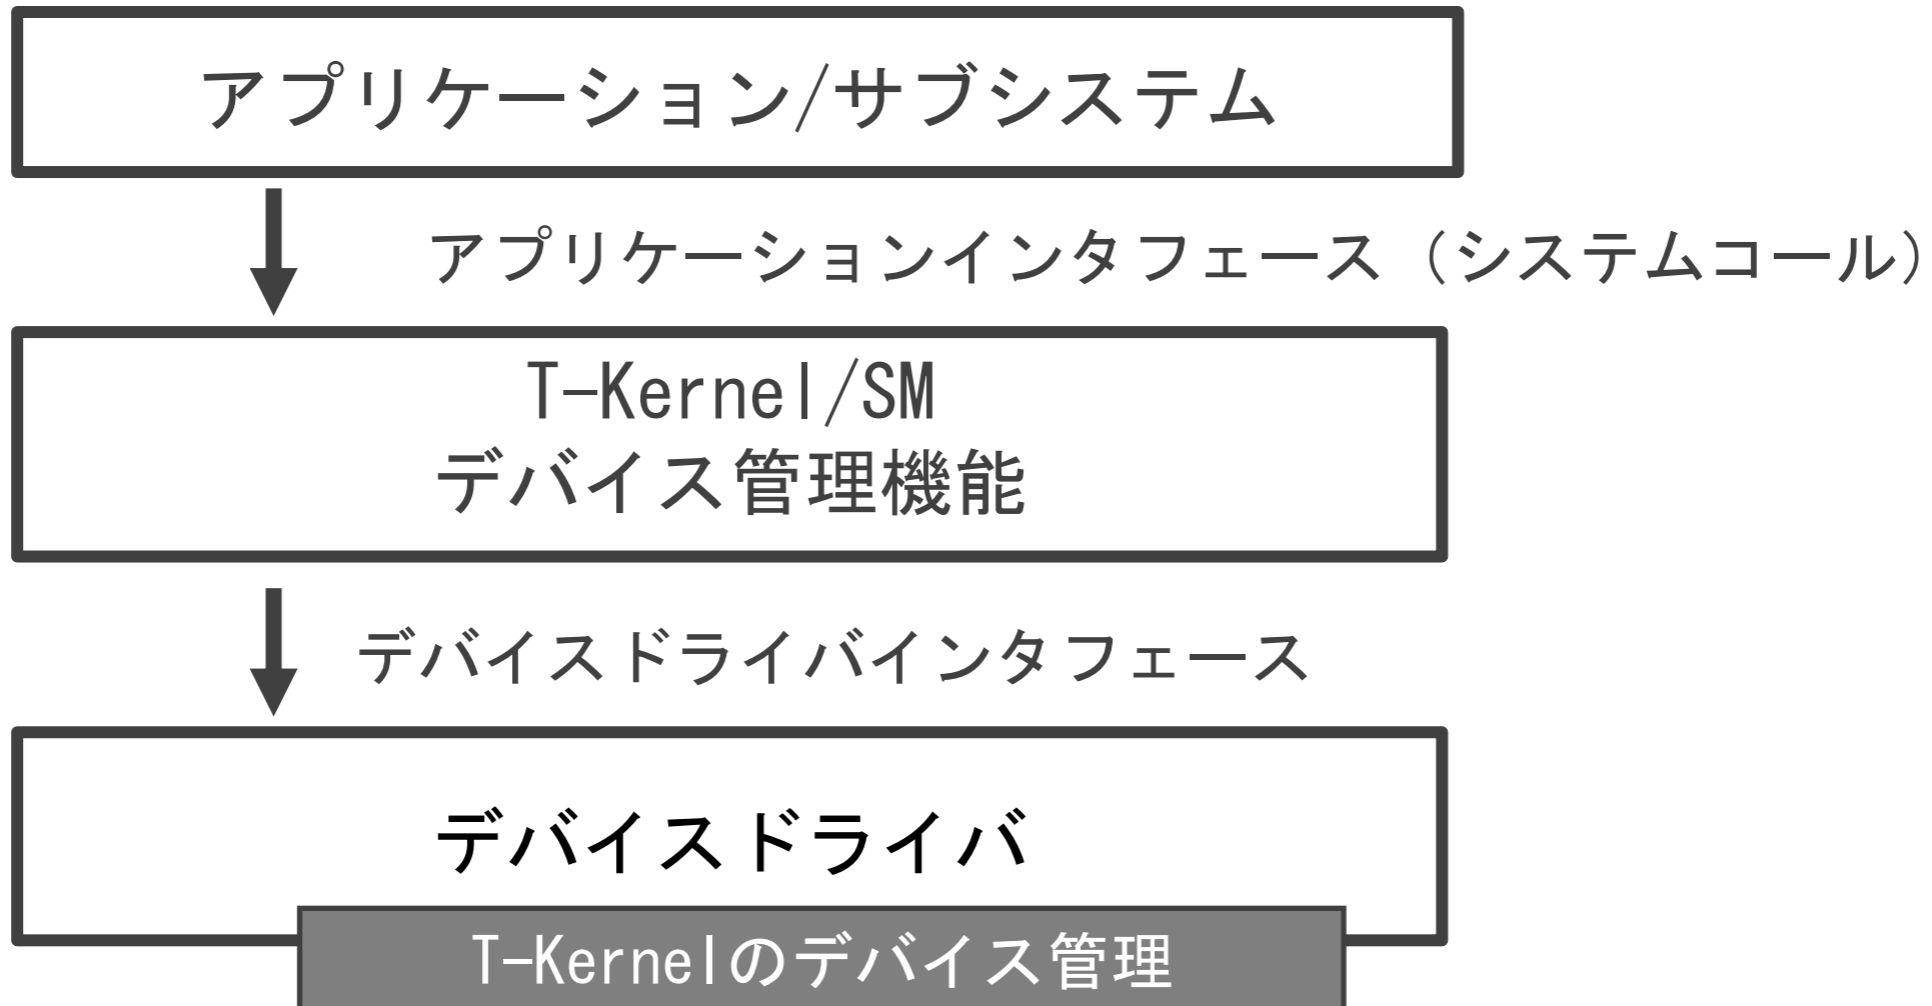 アプリケーション/サブシステム
アプリケーションインタフェース（システムコール）
T-Kernel/SM
デバイス管理機能
デバイスドライバインタフェース
デバイスドライバ
T-Kernelのデバイス管理